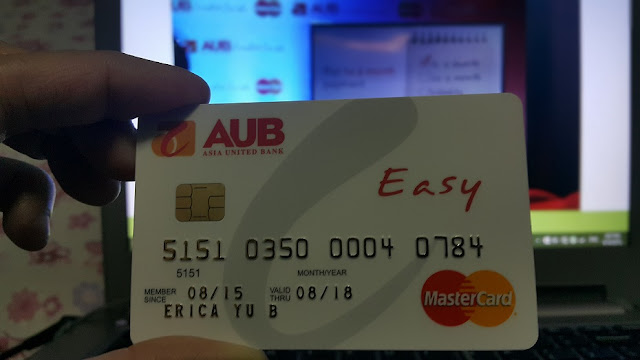 AUB
AUB
ASIA UNITED BANK
Easy
5151 0350 0004 0784
5151
MONTH/YEAR
MEMBER SINCE 08/15 VALID THRU 08/18
ERICA YU B
MasterCard